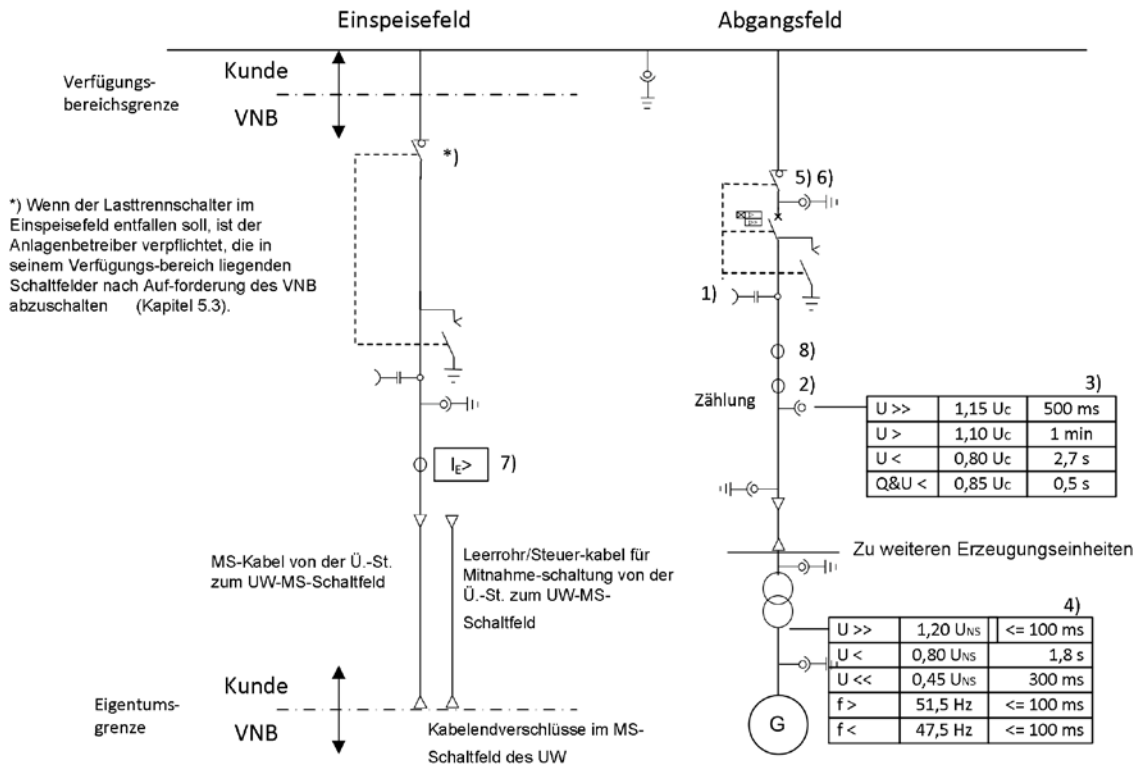 Einspeisefeld
Abgangsfeld
Verfügungs-
bereichsgrenze
Kunde
VNB
*)
*) Wenn der Lasttrennschalter im
Einspeisefeld entfallen soll, ist der
Anlagenbetreiber verpflichtet, die in
seinem Verfügungs-bereich liegenden
Schaltfelder nach Auf-forderung des VNB
abzuschalten (Kapitel 5.3).
5) 6)
1)
8)
2)
Zählung
3)
U >> 1,15 Uc 500 ms
U > 1,10 Uc 1 min
U < 0,80 Uc 2,7 s
Q&U < 0,85 Uc 0,5 s
IE> 7)
MS-Kabel von der Ü.-St.
zum UW-MS-Schaltfeld
Leerrohr/Steuer-kabel für
Mitnahme-schaltung von der
Ü.-St. zum UW-MS-
Schaltfeld
Zu weiteren Erzeugungseinheiten
4)
U >> 1,20 UNS <= 100 ms
U < 0,80 UNS 1,8 s
U << 0,45 UNS 300 ms
f > 51,5 Hz <= 100 ms
f < 47,5 Hz <= 100 ms
G
Eigentums-
grenze
Kunde
VNB
Kabelendverschlüsse im MS-
Schaltfeld des UW